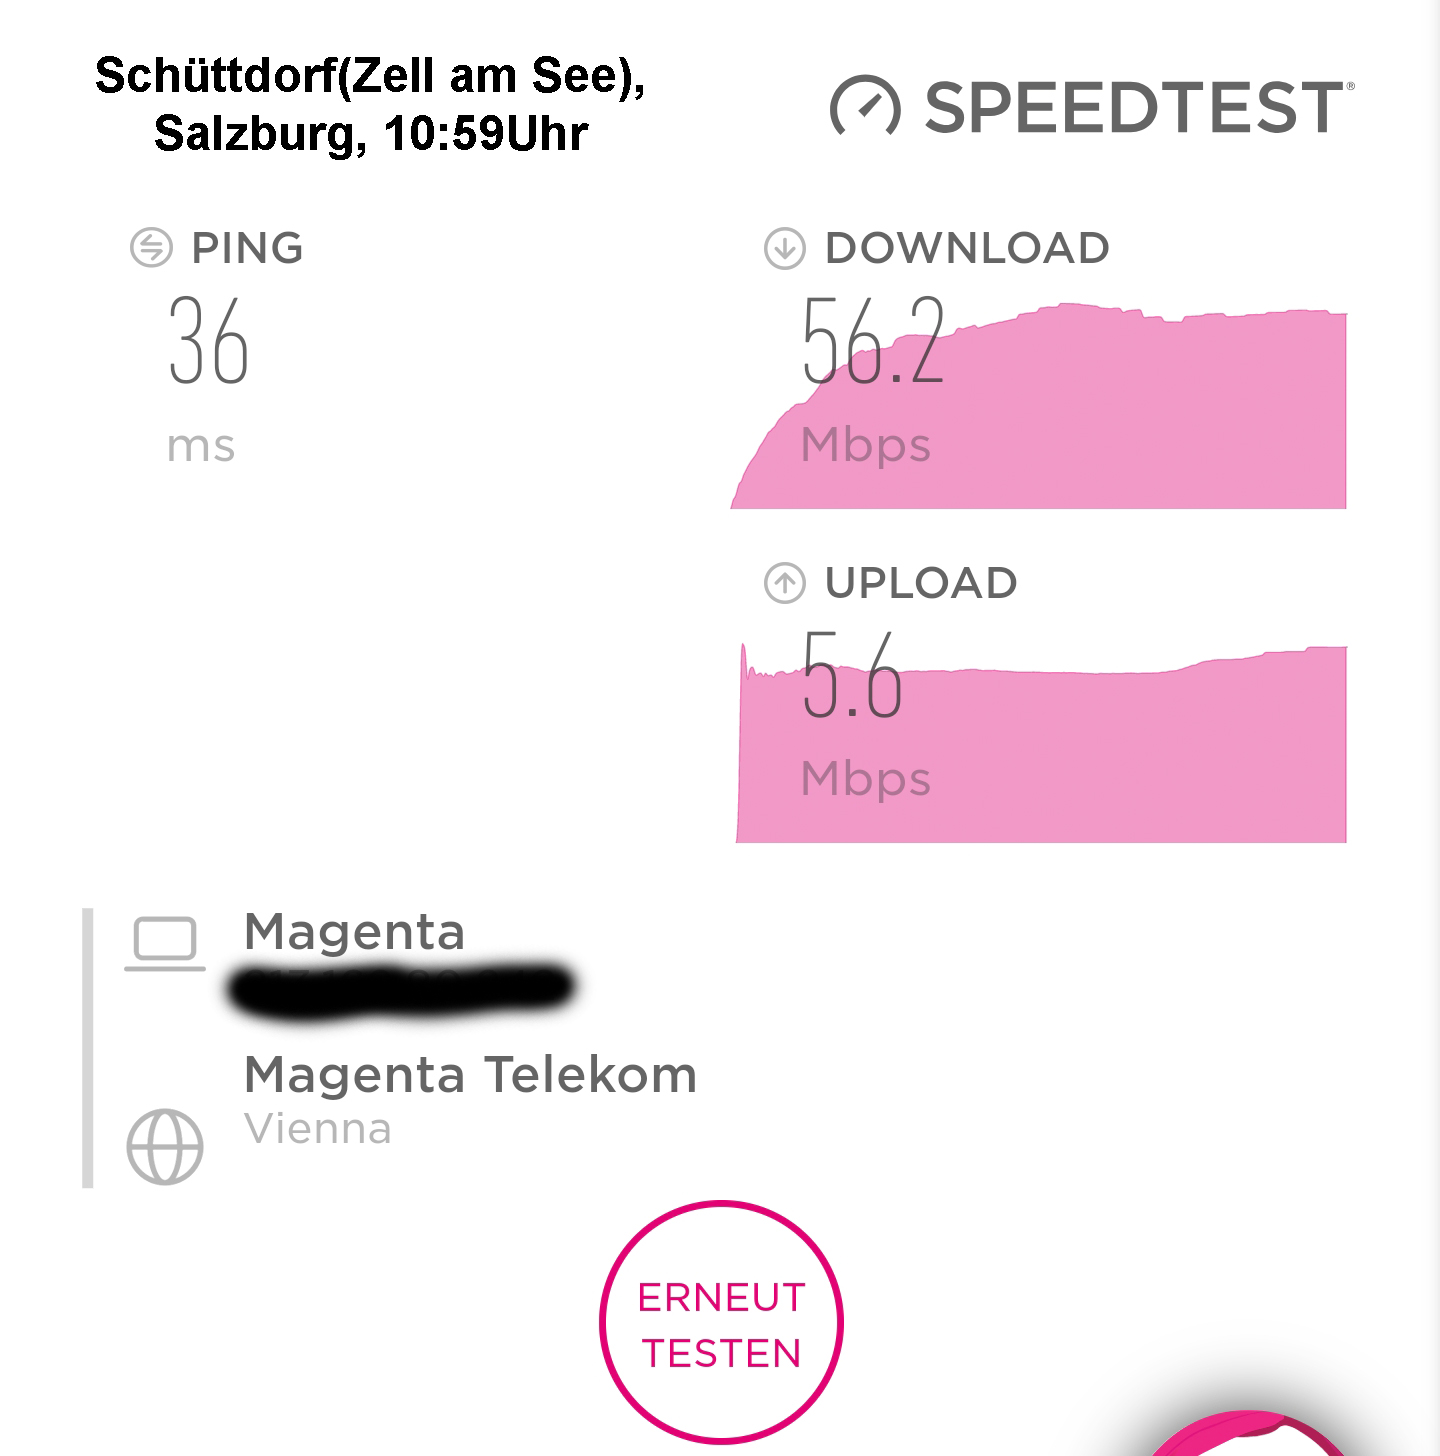 Schüttdorf(Zell am See),
Salzburg, 10:59Uhr
SPEEDTEST®
PING
36
ms
DOWNLOAD
56.2
Mbps
UPLOAD
5.6
Mbps
Magenta
Magenta Telekom
Vienna
ERNEUT
TESTEN